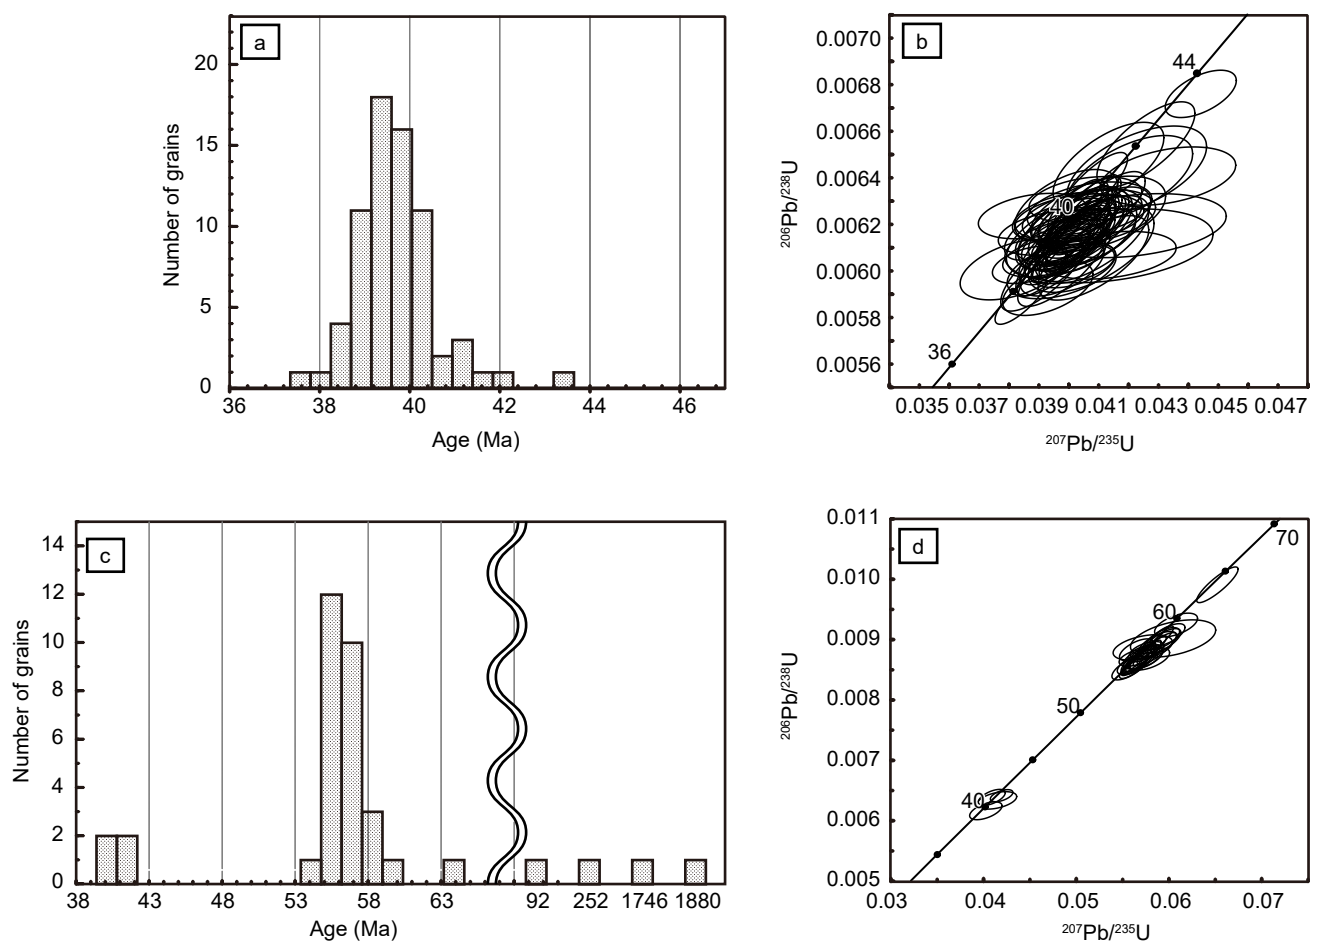 a
Number of grains
20
15
10
5
0
36 38 40 42 44 46
Age (Ma)
b
²⁰⁶Pb/²³⁸U
0.0070
0.0068
0.0066
0.0064
0.0062
0.0060
0.0058
0.0056
44
40
36
0.035 0.037 0.039 0.041 0.043 0.045 0.047
²⁰⁷Pb/²³⁵U
c
Number of grains
14
12
10
8
6
4
2
0
38 43 48 53 58 63 92 252 1746 1880
Age (Ma)
d
²⁰⁶Pb/²³⁸U
0.011
0.010
0.009
0.008
0.007
0.006
0.005
70
60
50
40
0.03 0.04 0.05 0.06 0.07
²⁰⁷Pb/²³⁵U